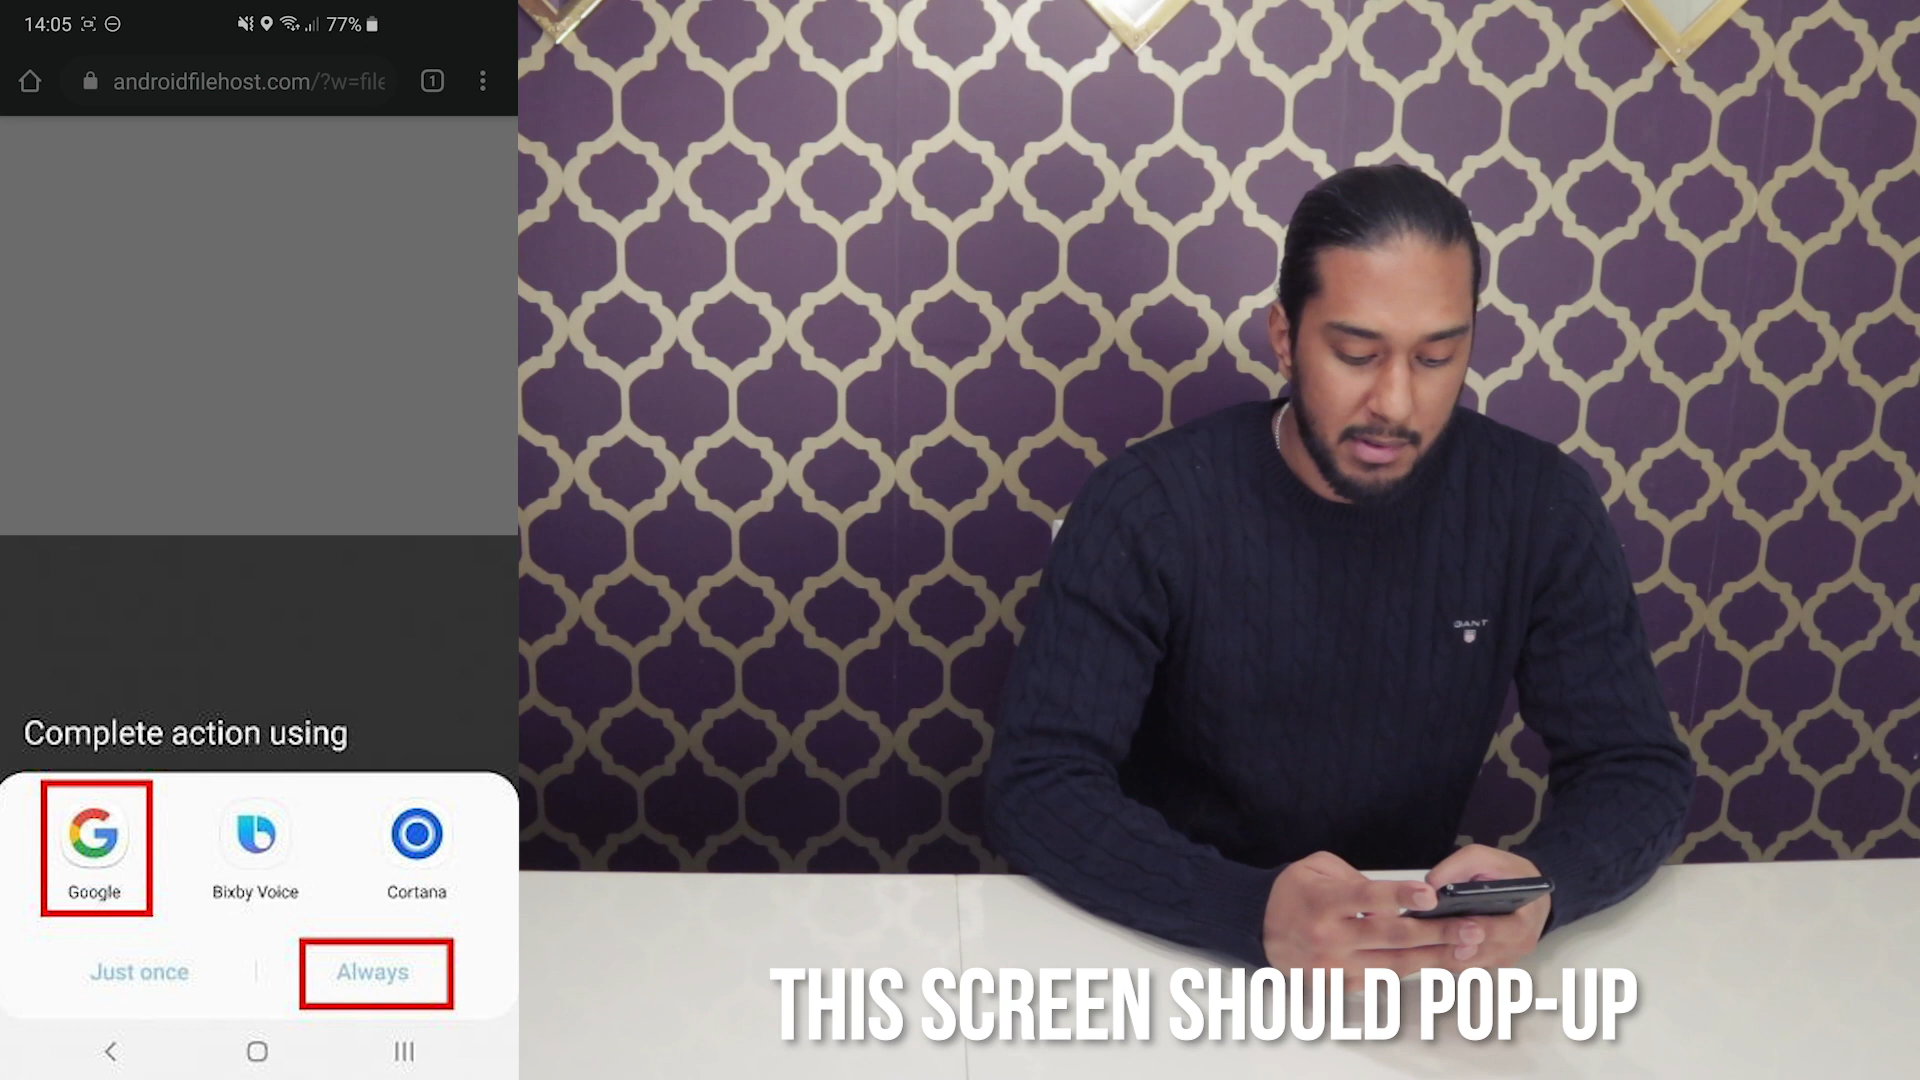 14:05
77%
androidfilehost.com/?w=file
1
Complete action using
Google
Bixby Voice
Cortana
Just once
Always
GANT
THIS SCREEN SHOULD POP-UP